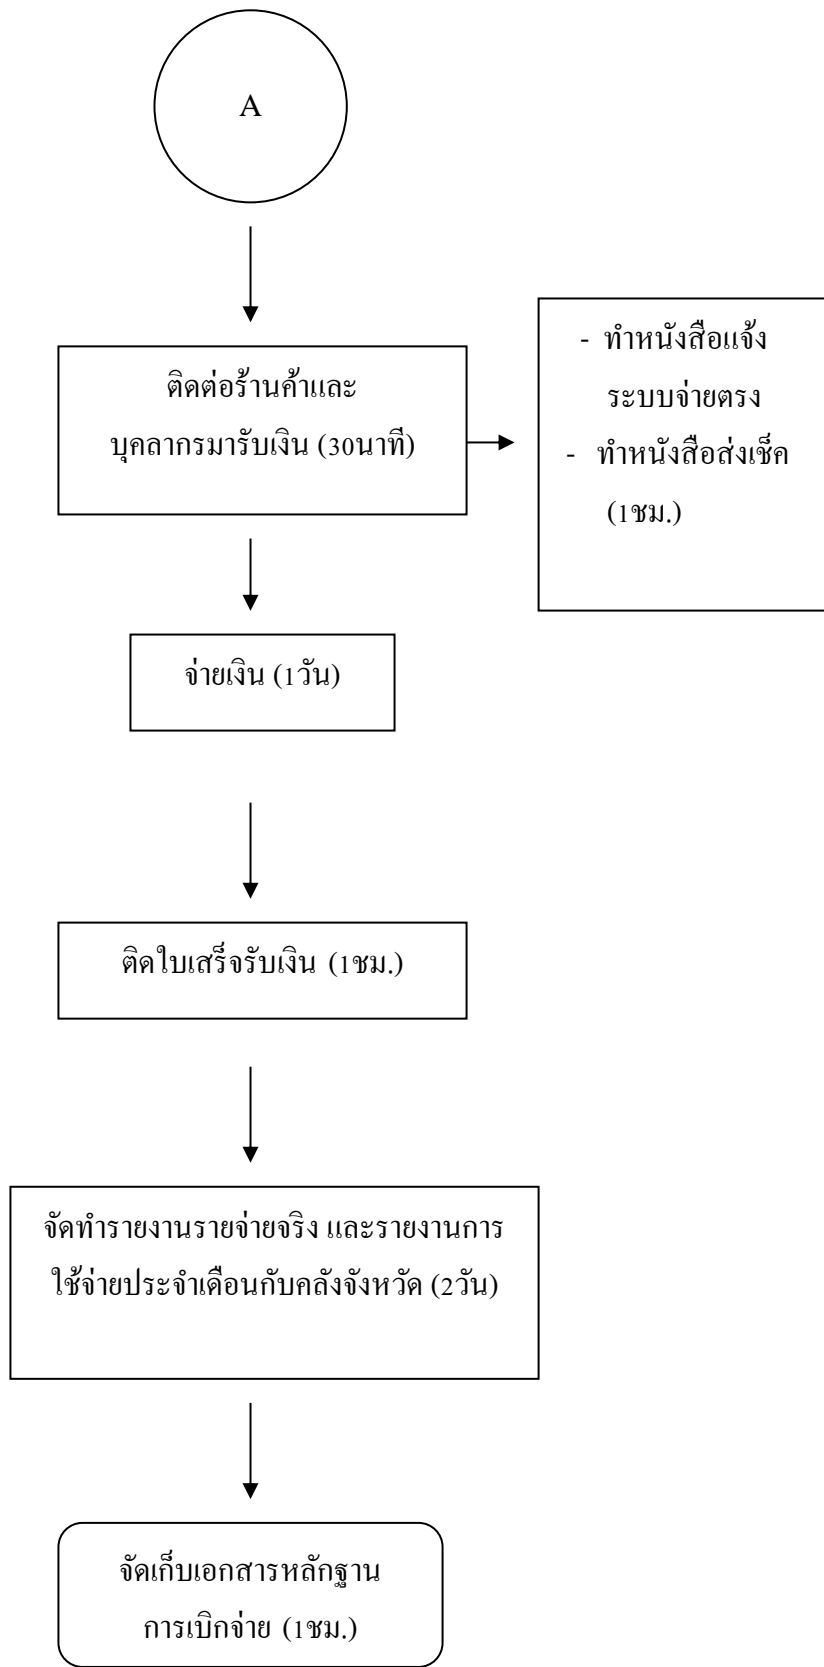 A
ติดต่อร้านค้าและ
บุคลากรมารับเงิน (30นาที)
- ทำหนังสือแจ้ง
ระบบจ่ายตรง
- ทำหนังสือส่งเช็ค
(1ชม.)
จ่ายเงิน (1วัน)
ติดใบเสร็จรับเงิน (1ชม.)
จัดทำรายงานรายจ่ายจริง และรายงานการ
ใช้จ่ายประจำเดือนกับคลังจังหวัด (2วัน)
จัดเก็บเอกสารหลักฐาน
การเบิกจ่าย (1ชม.)